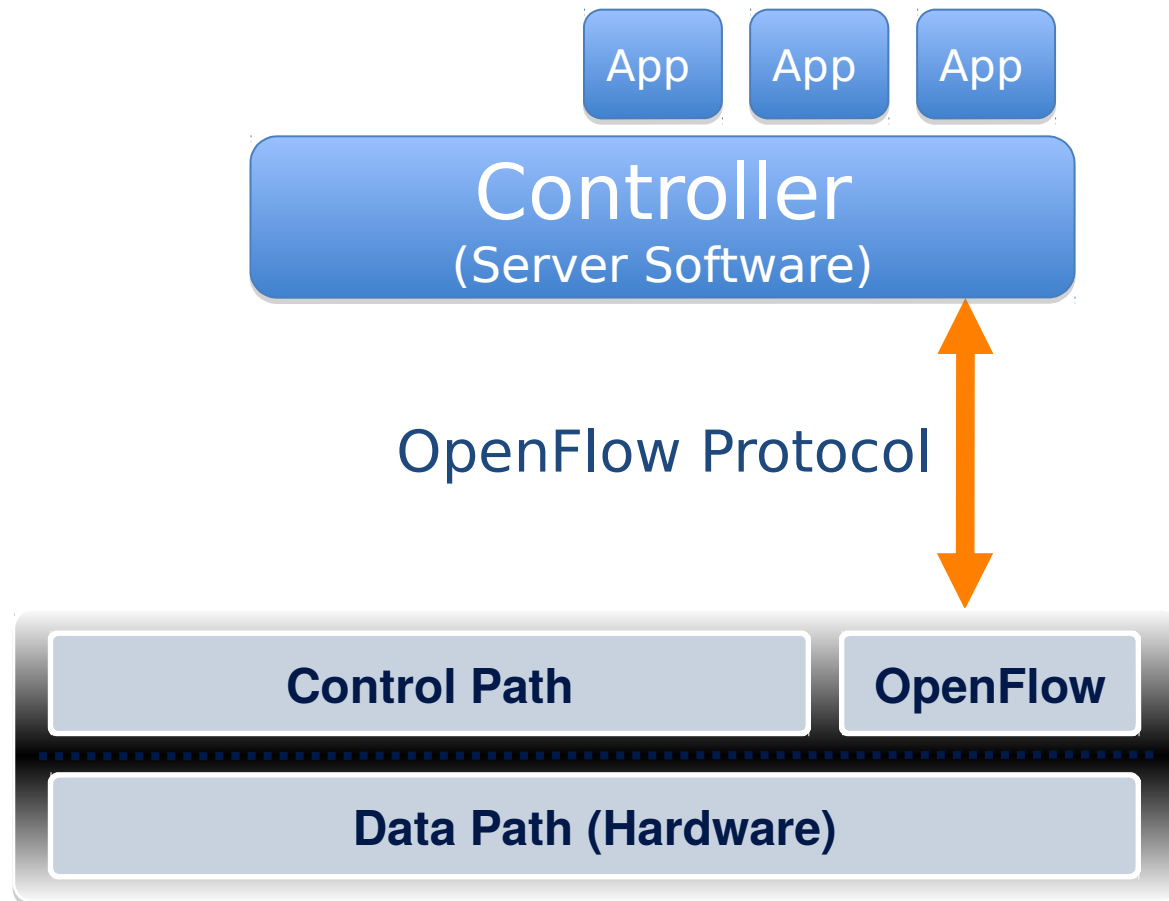 App App App
Controller
(Server Software)
OpenFlow Protocol
Control Path OpenFlow
Data Path (Hardware)